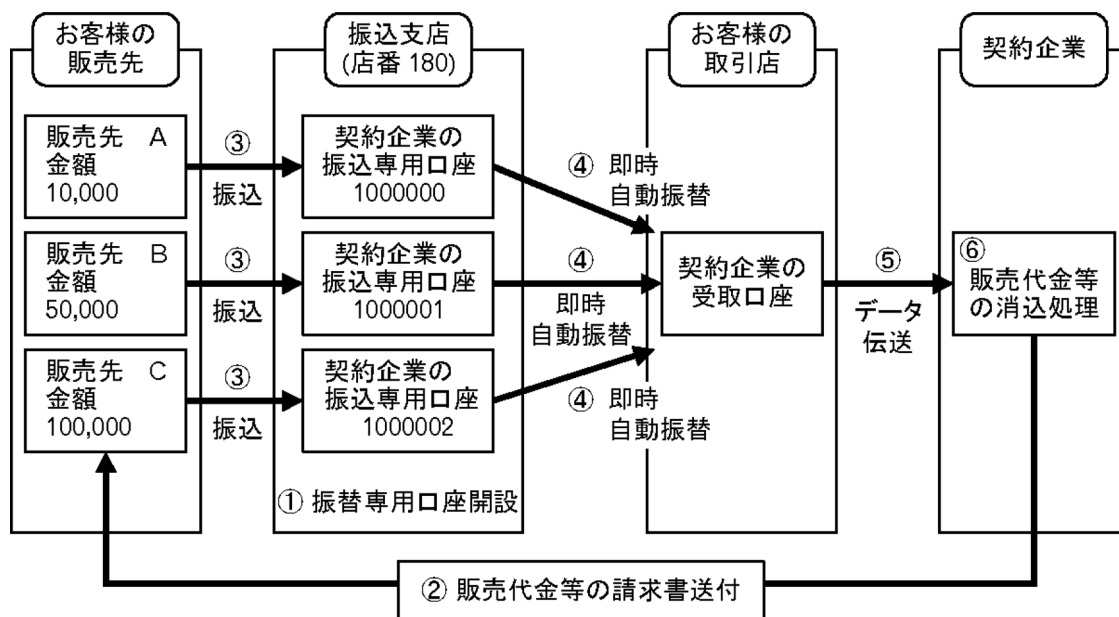 お客様の
販売先
振込支店
(店番 180)
お客様の
取引店
契約企業
販売先 A
金額
10,000
③
振込
契約企業の
振込専用口座
1000000
④ 即時
自動振替
販売先 B
金額
50,000
③
振込
契約企業の
振込専用口座
1000001
④
即時
自動振替
契約企業の
受取口座
⑤
データ
伝送
⑥
販売代金等
の消込処理
販売先 C
金額
100,000
③
振込
契約企業の
振込専用口座
1000002
④ 即時
自動振替
① 振替専用口座開設
② 販売代金等の請求書送付